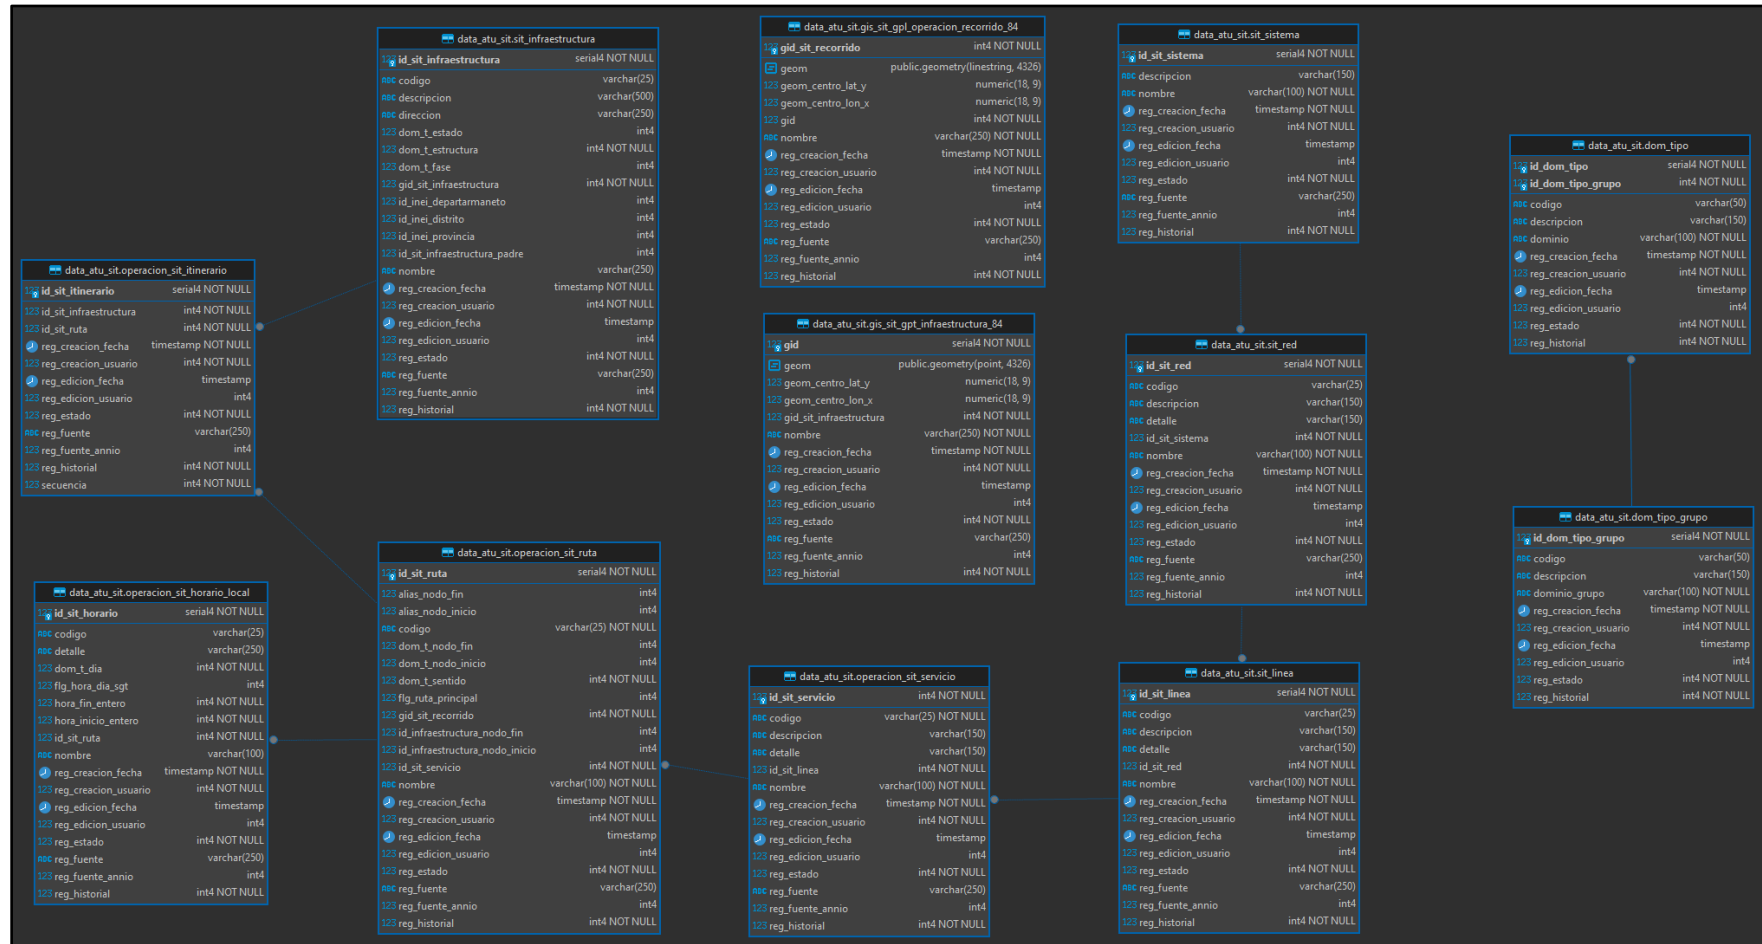 data_atu_sit.sit_infraestructura
id_sit_infraestructura serial4 NOT NULL
codigo varchar(25)
descripcion varchar(500)
direccion varchar(250)
dom_t_estado int4
dom_t_estructura int4 NOT NULL
dom_t_fase int4
gid_sit_infraestructura int4 NOT NULL
id_inei_departarmaneto int4
id_inei_distrito int4
id_inei_provincia int4
id_sit_infraestructura_padre int4
nombre varchar(250)
reg_creacion_fecha timestamp NOT NULL
reg_creacion_usuario int4 NOT NULL
reg_edicion_fecha timestamp
reg_edicion_usuario int4
reg_estado int4 NOT NULL
reg_fuente varchar(250)
reg_fuente_annio int4
reg_historial int4 NOT NULL
data_atu_sit.gis_sit_gpl_operacion_recorrido_84
gid_sit_recorrido int4 NOT NULL
geom public.geometry(linestring, 4326)
geom_centro_lat_y numeric(18, 9)
geom_centro_lon_x numeric(18, 9)
gid int4 NOT NULL
nombre varchar(250) NOT NULL
reg_creacion_fecha timestamp NOT NULL
reg_creacion_usuario int4 NOT NULL
reg_edicion_fecha timestamp
reg_edicion_usuario int4
reg_estado int4 NOT NULL
reg_fuente varchar(250)
reg_fuente_annio int4
reg_historial int4 NOT NULL
data_atu_sit.sit_sistema
id_sit_sistema serial4 NOT NULL
descripcion varchar(150)
nombre varchar(100) NOT NULL
reg_creacion_fecha timestamp NOT NULL
reg_creacion_usuario int4 NOT NULL
reg_edicion_fecha timestamp
reg_edicion_usuario int4
reg_estado int4 NOT NULL
reg_fuente varchar(250)
reg_fuente_annio int4
reg_historial int4 NOT NULL
data_atu_sit.dom_tipo
id_dom_tipo serial4 NOT NULL
id_dom_tipo_grupo int4 NOT NULL
codigo varchar(50)
descripcion varchar(150)
dominio varchar(100) NOT NULL
reg_creacion_fecha timestamp NOT NULL
reg_creacion_usuario int4 NOT NULL
reg_edicion_fecha timestamp
reg_edicion_usuario int4
reg_estado int4 NOT NULL
reg_historial int4 NOT NULL
data_atu_sit.operacion_sit_itinerario
id_sit_itinerario serial4 NOT NULL
id_sit_infraestructura int4 NOT NULL
id_sit_ruta int4 NOT NULL
reg_creacion_fecha timestamp NOT NULL
reg_creacion_usuario int4 NOT NULL
reg_edicion_fecha timestamp
reg_edicion_usuario int4
reg_estado int4 NOT NULL
reg_fuente varchar(250)
reg_fuente_annio int4
reg_historial int4 NOT NULL
secuencia int4 NOT NULL
data_atu_sit.gis_sit_gpt_infraestructura_84
gid serial4 NOT NULL
geom public.geometry(point, 4326)
geom_centro_lat_y numeric(18, 9)
geom_centro_lon_x numeric(18, 9)
gid_sit_infraestructura int4 NOT NULL
nombre varchar(250) NOT NULL
reg_creacion_fecha timestamp NOT NULL
reg_creacion_usuario int4 NOT NULL
reg_edicion_fecha timestamp
reg_edicion_usuario int4
reg_estado int4 NOT NULL
reg_fuente varchar(250)
reg_fuente_annio int4
reg_historial int4 NOT NULL
data_atu_sit.sit_red
id_sit_red serial4 NOT NULL
codigo varchar(25)
descripcion varchar(150)
detalle varchar(150)
id_sit_sistema int4 NOT NULL
nombre varchar(100) NOT NULL
reg_creacion_fecha timestamp NOT NULL
reg_creacion_usuario int4 NOT NULL
reg_edicion_fecha timestamp
reg_edicion_usuario int4
reg_estado int4 NOT NULL
reg_fuente varchar(250)
reg_fuente_annio int4
reg_historial int4 NOT NULL
data_atu_sit.dom_tipo_grupo
id_dom_tipo_grupo serial4 NOT NULL
codigo varchar(50)
descripcion varchar(150)
dominio_grupo varchar(100) NOT NULL
reg_creacion_fecha timestamp NOT NULL
reg_creacion_usuario int4 NOT NULL
reg_edicion_fecha timestamp
reg_edicion_usuario int4
reg_estado int4 NOT NULL
reg_historial int4 NOT NULL
data_atu_sit.operacion_sit_horario_local
id_sit_horario serial4 NOT NULL
codigo varchar(25)
detalle varchar(250)
dom_t_dia int4 NOT NULL
flg_hora_dia_sgt int4
hora_fin_entero int4 NOT NULL
hora_inicio_entero int4 NOT NULL
id_sit_ruta int4 NOT NULL
nombre varchar(100)
reg_creacion_fecha timestamp NOT NULL
reg_creacion_usuario int4 NOT NULL
reg_edicion_fecha timestamp
reg_edicion_usuario int4
reg_estado int4 NOT NULL
reg_fuente varchar(250)
reg_fuente_annio int4
reg_historial int4 NOT NULL
data_atu_sit.operacion_sit_ruta
id_sit_ruta serial4 NOT NULL
alias_nodo_fin int4
alias_nodo_inicio int4
codigo varchar(25) NOT NULL
dom_t_nodo_fin int4
dom_t_nodo_inicio int4
dom_t_sentido int4 NOT NULL
flg_ruta_principal int4
gid_sit_recorrido int4 NOT NULL
id_infraestructura_nodo_fin int4
id_infraestructura_nodo_inicio int4
id_sit_servicio int4 NOT NULL
nombre varchar(100) NOT NULL
reg_creacion_fecha timestamp NOT NULL
reg_creacion_usuario int4 NOT NULL
reg_edicion_fecha timestamp
reg_edicion_usuario int4
reg_estado int4 NOT NULL
reg_fuente varchar(250)
reg_fuente_annio int4
reg_historial int4 NOT NULL
data_atu_sit.operacion_sit_servicio
id_sit_servicio int4 NOT NULL
codigo varchar(25) NOT NULL
descripcion varchar(150)
detalle varchar(150)
id_sit_linea int4 NOT NULL
nombre varchar(100) NOT NULL
reg_creacion_fecha timestamp NOT NULL
reg_creacion_usuario int4 NOT NULL
reg_edicion_fecha timestamp
reg_edicion_usuario int4
reg_estado int4 NOT NULL
reg_fuente varchar(250)
reg_fuente_annio int4
reg_historial int4 NOT NULL
data_atu_sit.sit_linea
id_sit_linea serial4 NOT NULL
codigo varchar(25)
descripcion varchar(150)
detalle varchar(150)
id_sit_red int4 NOT NULL
nombre varchar(100) NOT NULL
reg_creacion_fecha timestamp NOT NULL
reg_creacion_usuario int4 NOT NULL
reg_edicion_fecha timestamp
reg_edicion_usuario int4
reg_estado int4 NOT NULL
reg_fuente varchar(250)
reg_fuente_annio int4
reg_historial int4 NOT NULL